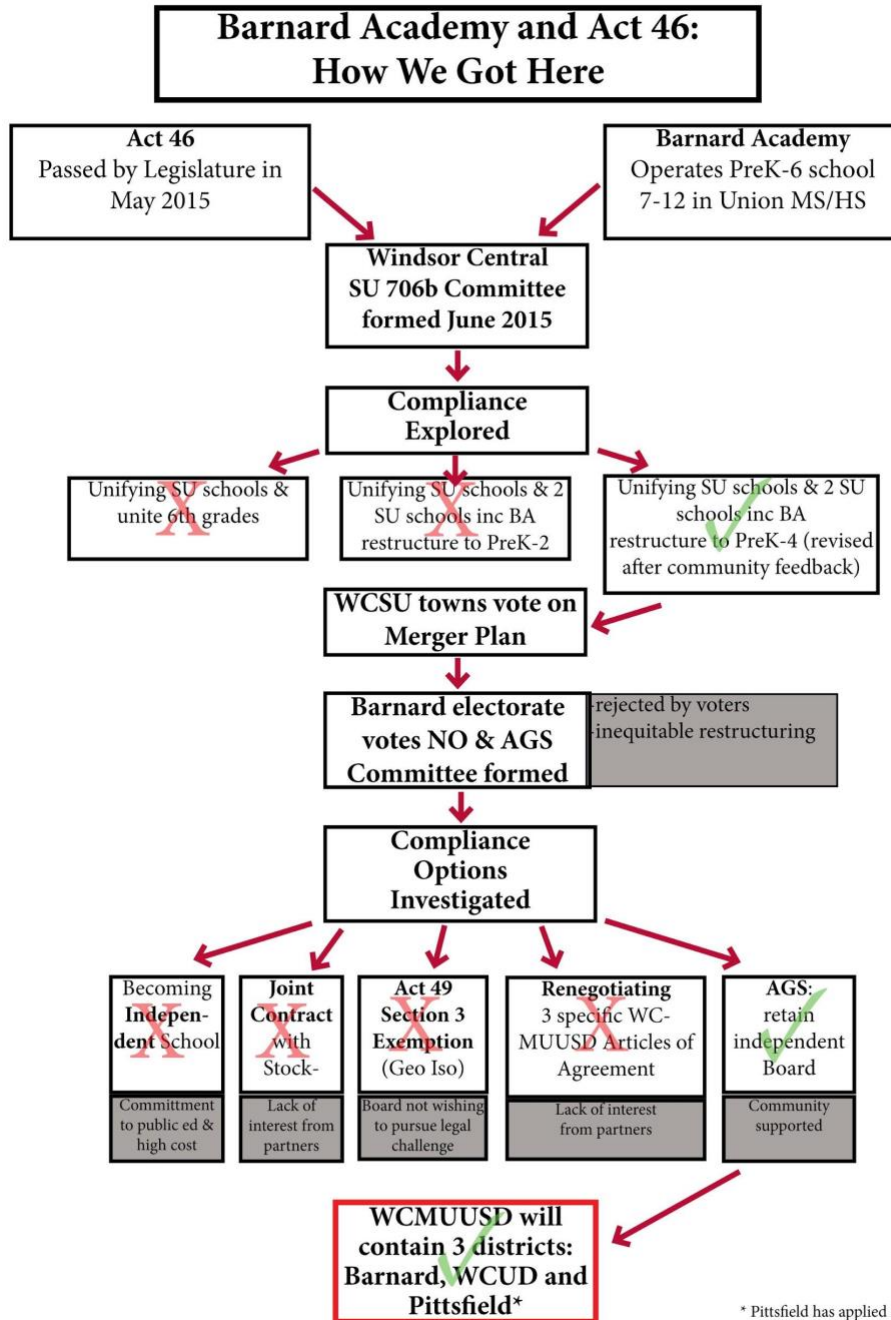 Barnard Academy and Act 46:
How We Got Here
Act 46
Passed by Legislature in
May 2015
Barnard Academy
Operates PreK-6 school
7-12 in Union MS/HS
Windsor Central
SU 706b Committee
formed June 2015
Compliance
Explored
Unifying SU schools &
unite 6th grades
Unifying SU schools & 2
SU schools inc BA
restructure to PreK-2
Unifying SU schools & 2 SU
schools inc BA
restructure to PreK-4 (revised
after community feedback)
WCSU towns vote on
Merger Plan
Barnard electorate
votes NO & AGS
Committee formed
-rejected by voters
-inequitable restructuring
Compliance
Options
Investigated
Becoming
Indepen-
dent School
Committment
to public ed &
high cost
Joint
Contract
with
Stock-
Lack of
interest from
partners
Act 49
Section 3
Exemption
(Geo Iso)
Board not wishing
to pursue legal
challenge
Renegotiating
3 specific WC-
MUUSD Articles of
Agreement
Lack of interest
from partners
AGS:
retain
independent
Board
Community
supported
WCMUUSD will
contain 3 districts:
Barnard, WCUD and
Pittsfield*
* Pittsfield has applied